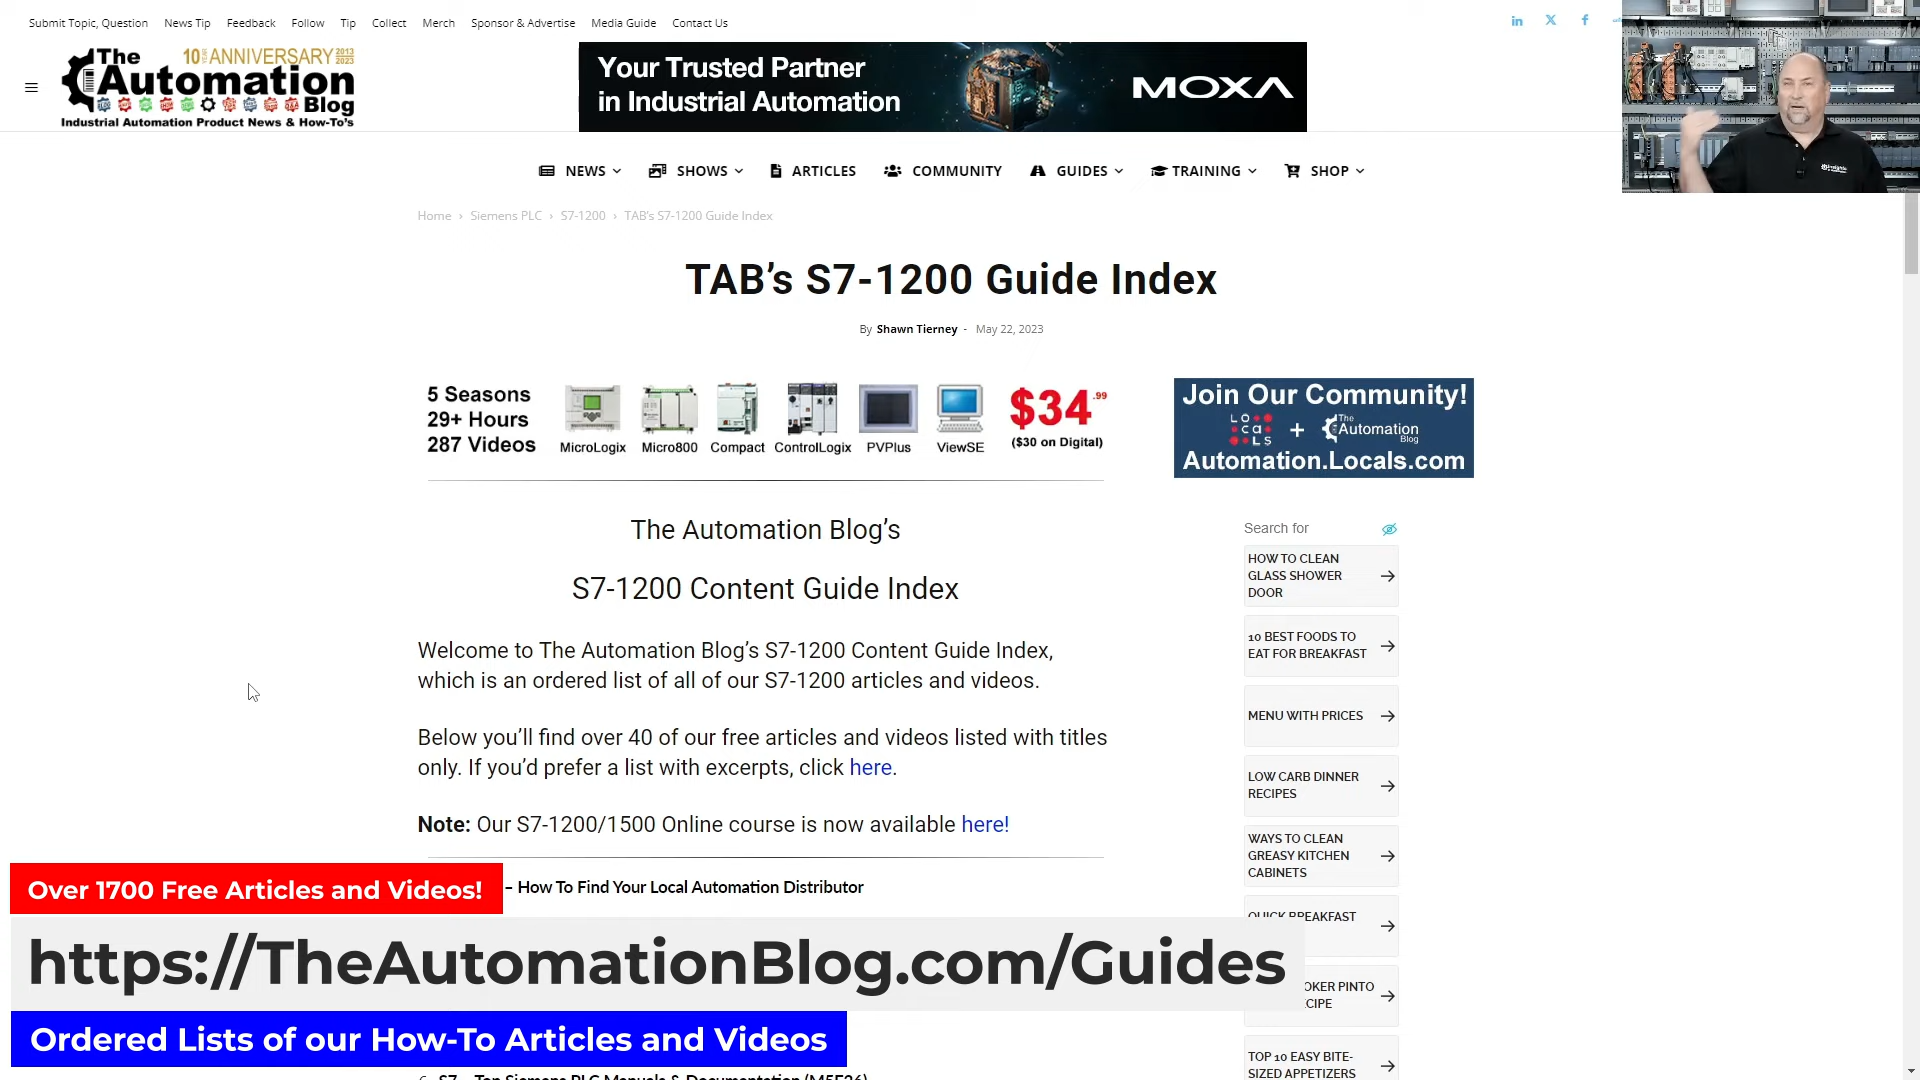 Submit Topic, Question News Tip Feedback Follow Tip Collect Merch Sponsor & Advertise Media Guide Contact Us
The
10 YEAR ANNIVERSARY 2013 2023
Automation
Blog
Industrial Automation Product News & How-To's
Your Trusted Partner
in Industrial Automation
MOXA
NEWS SHOWS ARTICLES COMMUNITY GUIDES TRAINING SHOP
Home › Siemens PLC › S7-1200 › TAB's S7-1200 Guide Index
TAB’s S7-1200 Guide Index
By Shawn Tierney - May 22, 2023
5 Seasons
29+ Hours
287 Videos
MicroLogix Micro800 Compact ControlLogix PVPlus ViewSE
$34.99
($30 on Digital)
Join Our Community!
LOCALS + The Automation Blog
Automation.Locals.com
The Automation Blog’s
S7-1200 Content Guide Index
Welcome to The Automation Blog’s S7-1200 Content Guide Index,
which is an ordered list of all of our S7-1200 articles and videos.
Below you’ll find over 40 of our free articles and videos listed with titles
only. If you’d prefer a list with excerpts, click here.
Note: Our S7-1200/1500 Online course is now available here!
– How To Find Your Local Automation Distributor
Search for
HOW TO CLEAN
GLASS SHOWER
DOOR
10 BEST FOODS TO
EAT FOR BREAKFAST
MENU WITH PRICES
LOW CARB DINNER
RECIPES
WAYS TO CLEAN
GREASY KITCHEN
CABINETS
QUICK BREAKFAST
OKER PINTO
CIPE
TOP 10 EASY BITE-
SIZED APPETIZERS
Over 1700 Free Articles and Videos!
https://TheAutomationBlog.com/Guides
Ordered Lists of our How-To Articles and Videos
S7 – Top Siemens PLC Manuals & Documentation (M5E26)